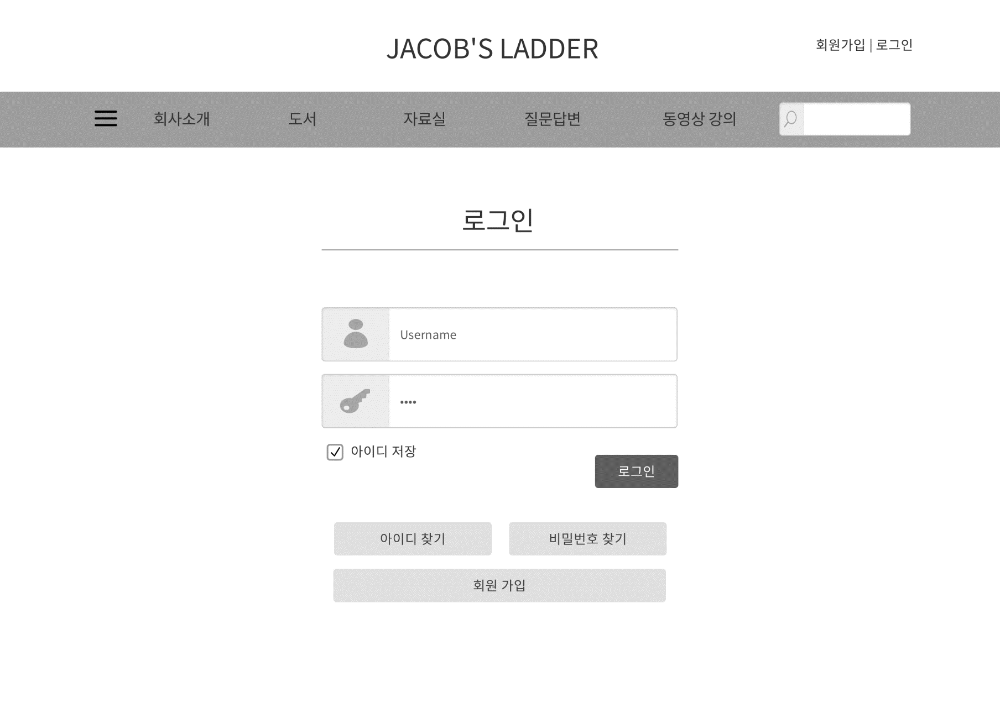 JACOB'S LADDER
회원가입 | 로그인
회사소개 도서 자료실 질문답변 동영상 강의
로그인
Username
••••
아이디 저장
로그인
아이디 찾기 비밀번호 찾기
회원 가입